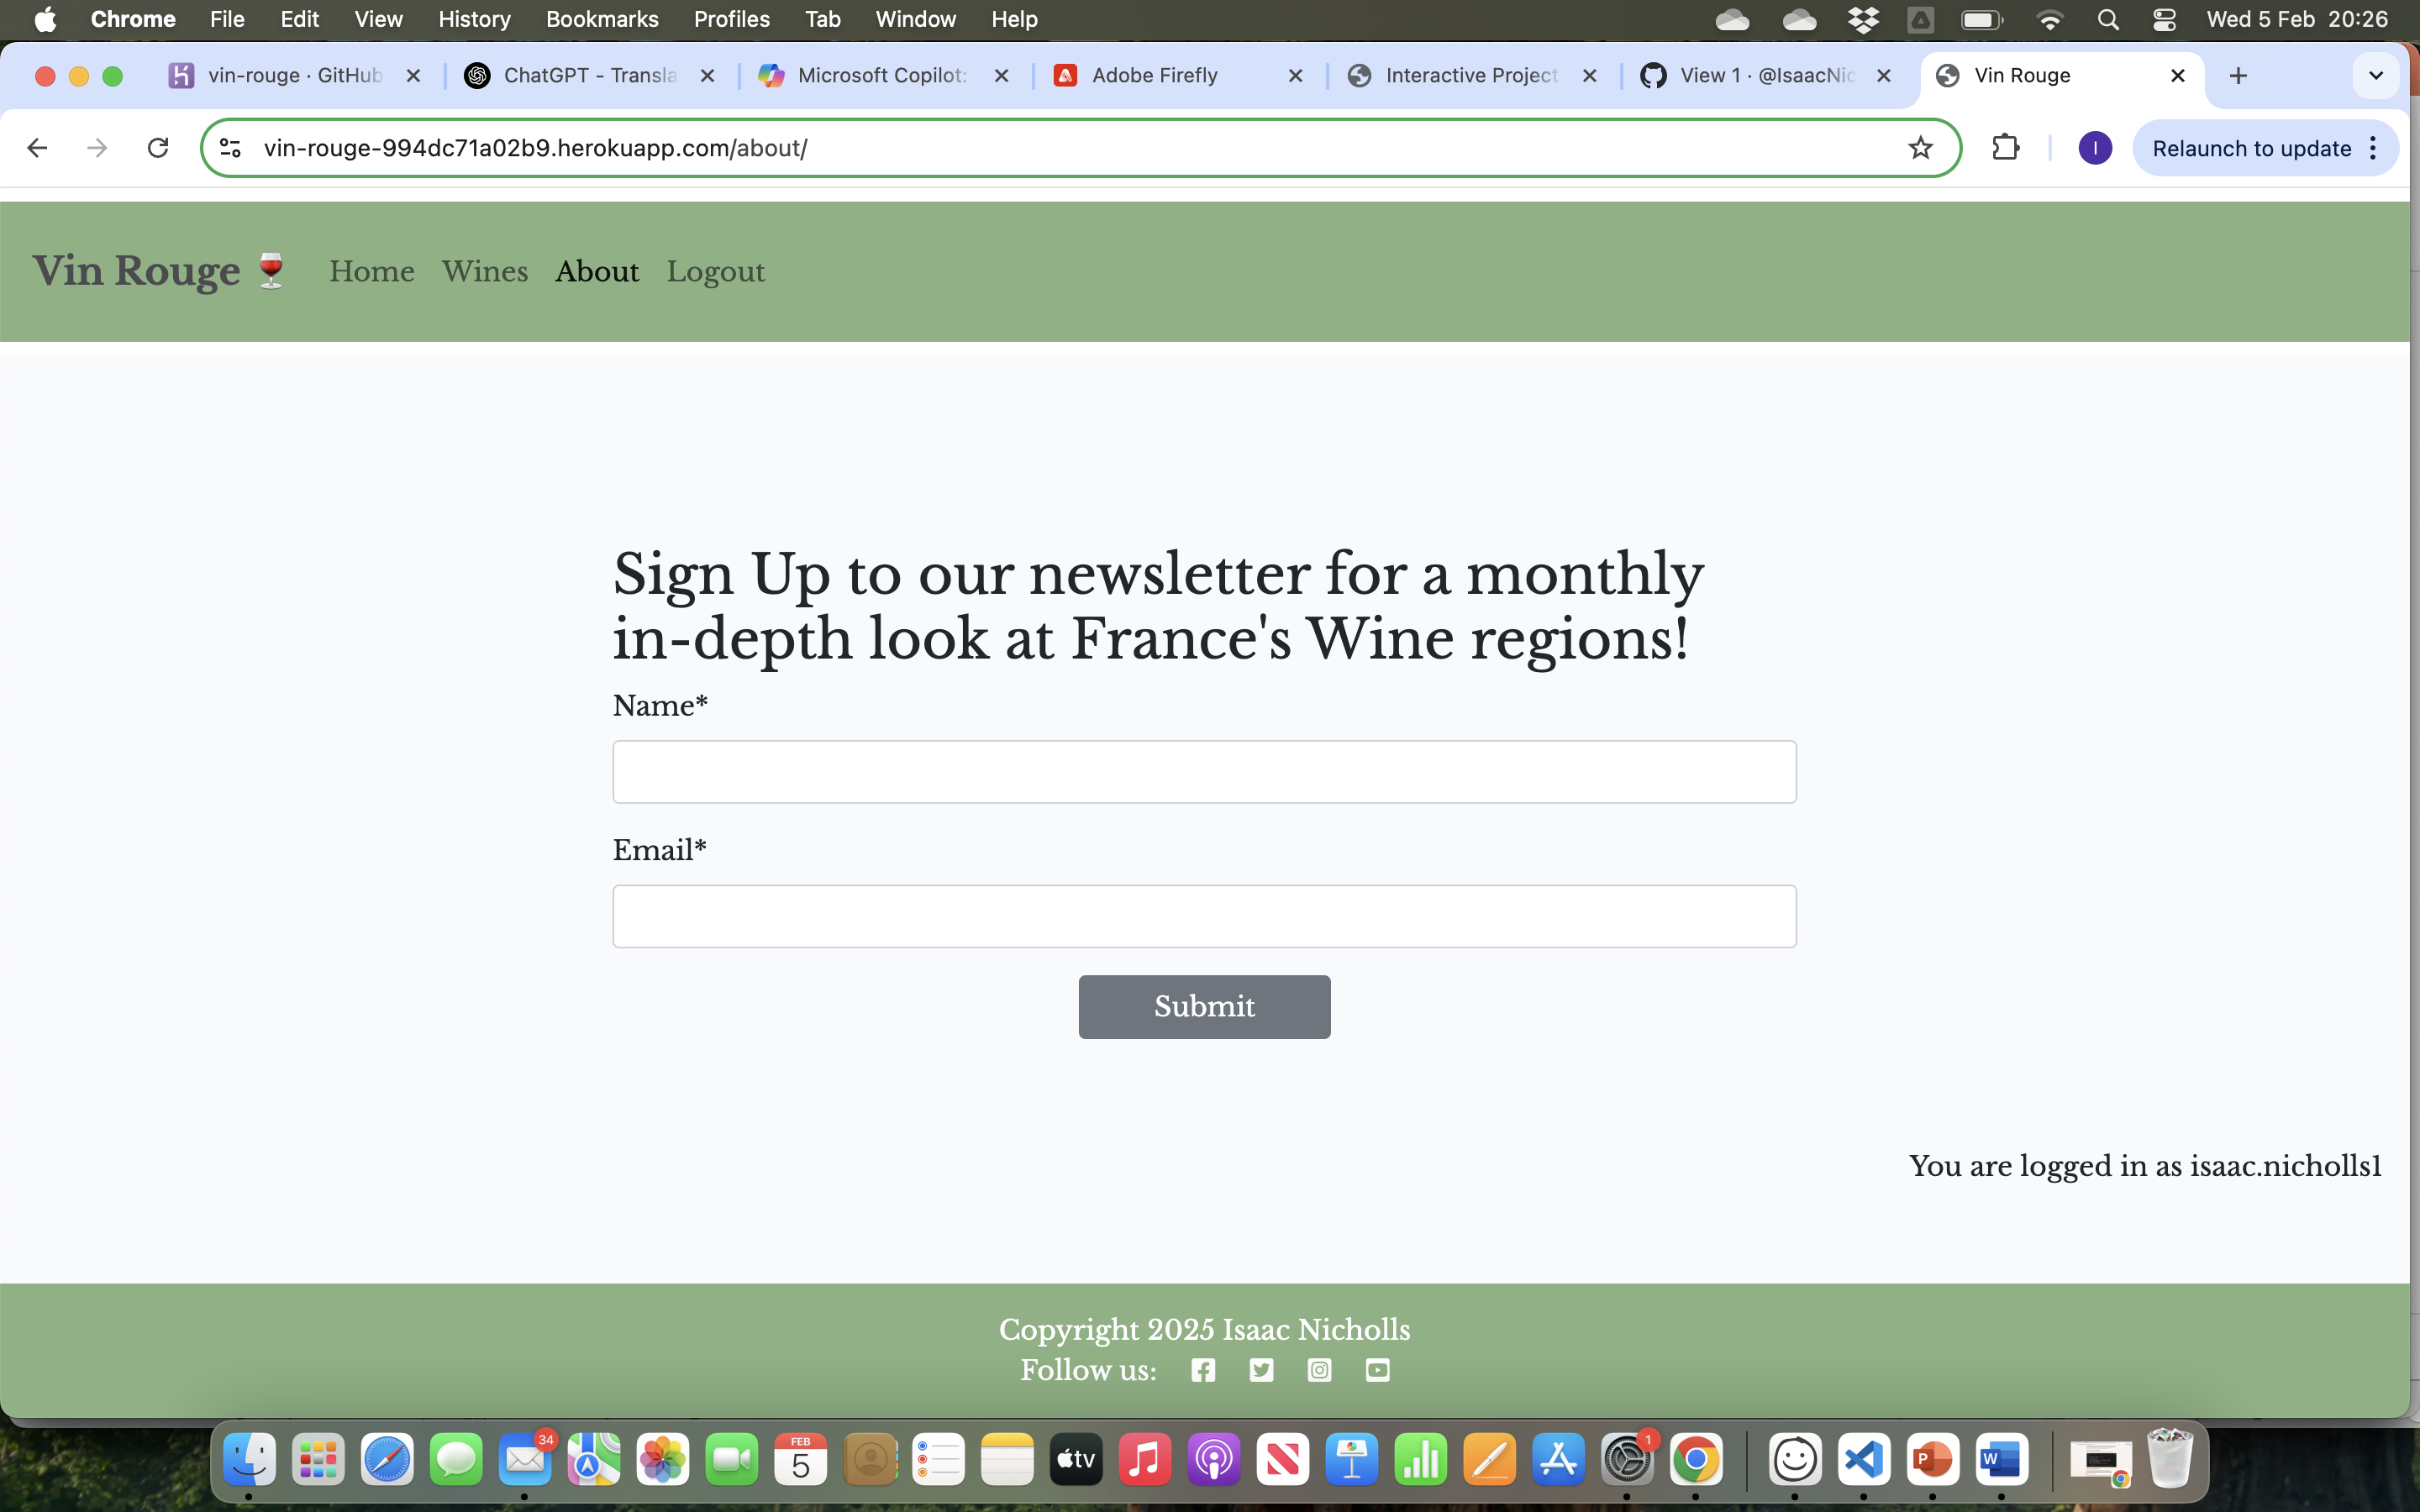 Chrome File Edit View History Bookmarks Profiles Tab Window Help Wed 5 Feb 20:26
vin-rouge · GitHub ChatGPT - Transla Microsoft Copilot: Adobe Firefly Interactive Project View 1 · @IsaacNic Vin Rouge
vin-rouge-994dc71a02b9.herokuapp.com/about/ I Relaunch to update
Vin Rouge Home Wines About Logout
Sign Up to our newsletter for a monthly
in-depth look at France's Wine regions!
Name*
Email*
Submit
You are logged in as isaac.nicholls1
Copyright 2025 Isaac Nicholls
Follow us:
34 FEB 5 tv 1 P W